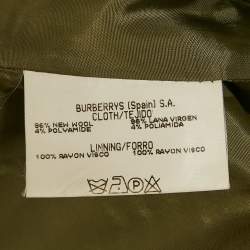 BURBERRYS (Spain) S.A.
CLOTH/TEJIDO
96% NEW WOOL 96% LANA VIRGEN
4% POLYAMIDE 4% POLIAMIDA
LINNING/FORRO
100% RAYON VISCO 100% RAYON VISCO